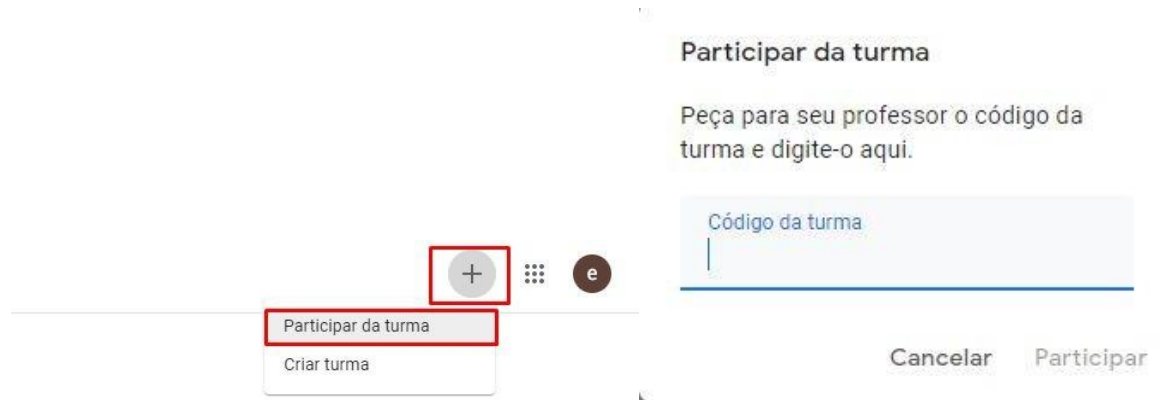 +
e
Participar da turma
Criar turma
Participar da turma
Peça para seu professor o código da
turma e digite-o aqui.
Código da turma
Cancelar Participar